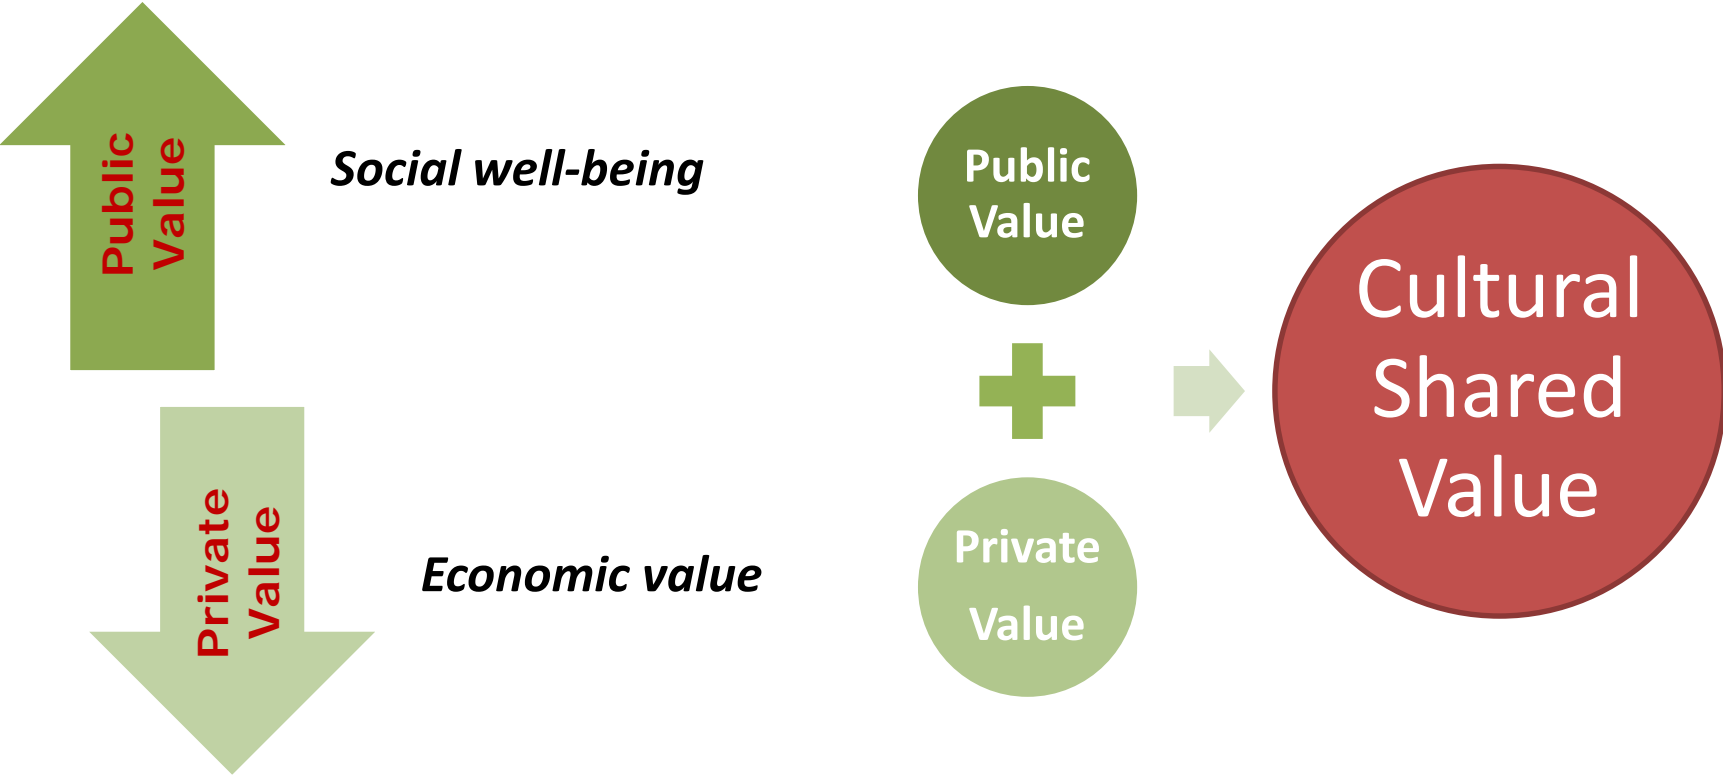 Public
Value
Social well-being
Private
Value
Economic value
Public
Value
Private
Value
Cultural
Shared
Value